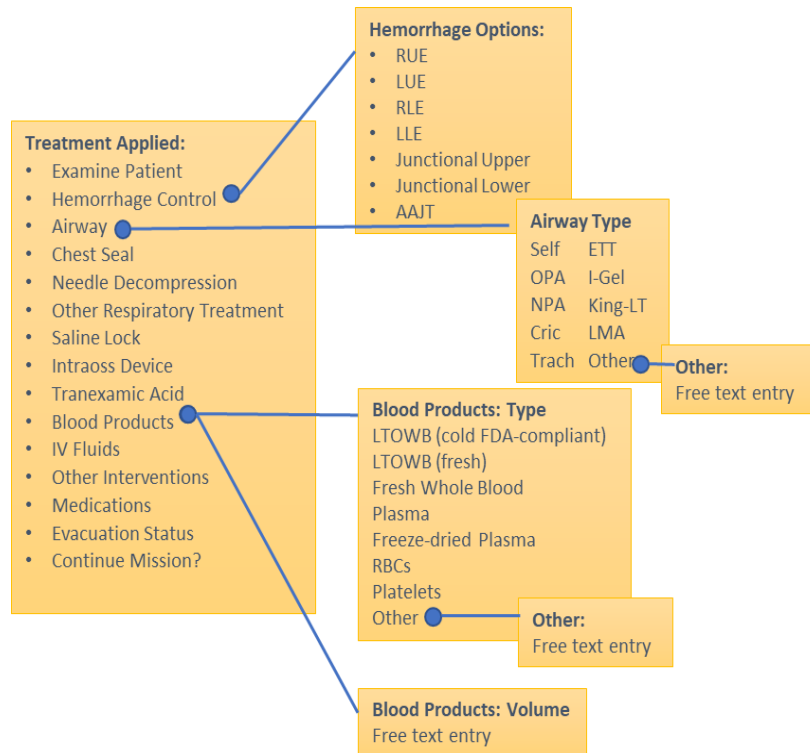 Hemorrhage Options:
• RUE
• LUE
• RLE
• LLE
• Junctional Upper
• Junctional Lower
• AAJT
Treatment Applied:
• Examine Patient
• Hemorrhage Control
• Airway
• Chest Seal
• Needle Decompression
• Other Respiratory Treatment
• Saline Lock
• Intraoss Device
• Tranexamic Acid
• Blood Products
• IV Fluids
• Other Interventions
• Medications
• Evacuation Status
• Continue Mission?
Airway Type
Self ETT
OPA I-Gel
NPA King-LT
Cric LMA
Trach Other
Other:
Free text entry
Blood Products: Type
LTOWB (cold FDA-compliant)
LTOWB (fresh)
Fresh Whole Blood
Plasma
Freeze-dried Plasma
RBCs
Platelets
Other
Other:
Free text entry
Blood Products: Volume
Free text entry